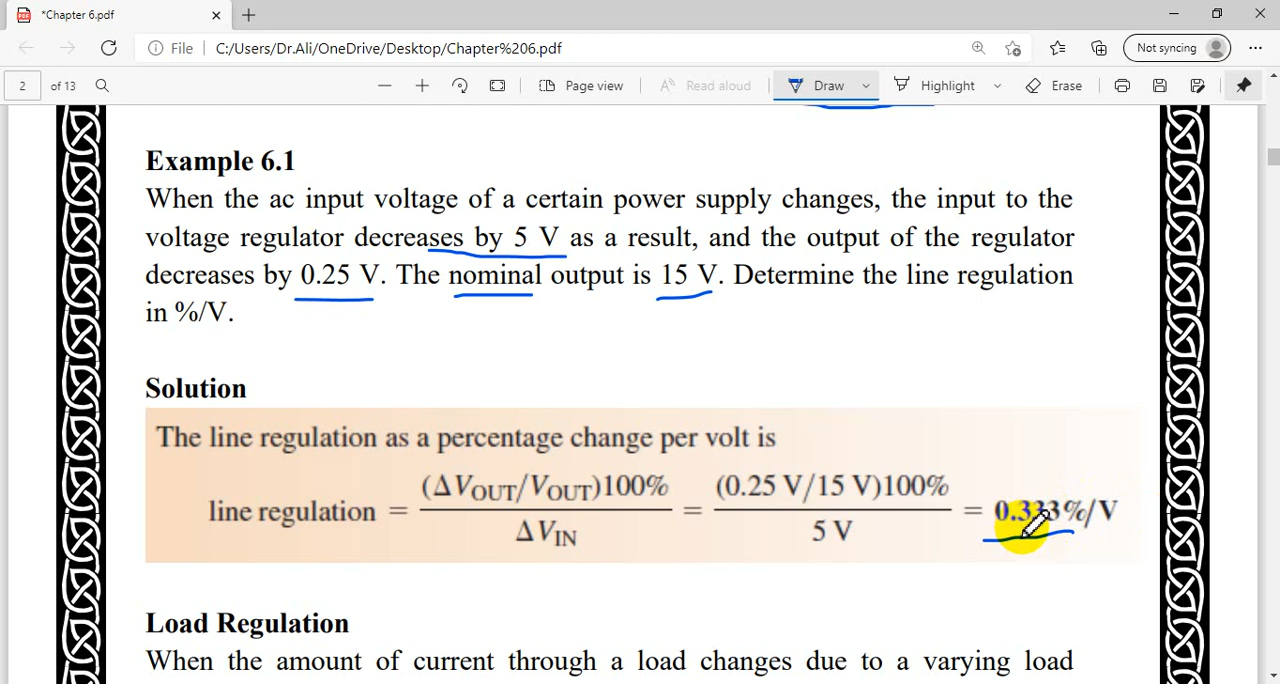 *Chapter 6.pdf
File | C:/Users/Dr.Ali/OneDrive/Desktop/Chapter%206.pdf
Not syncing
2 of 13
Page view
Read aloud
Draw
Highlight
Erase
Example 6.1
When the ac input voltage of a certain power supply changes, the input to the
voltage regulator decreases by 5 V as a result, and the output of the regulator
decreases by 0.25 V. The nominal output is 15 V. Determine the line regulation
in %/V.
Solution
The line regulation as a percentage change per volt is
line regulation = (ΔVOUT/VOUT)100% / ΔVIN = (0.25 V/15 V)100% / 5 V = 0.333%/V
Load Regulation
When the amount of current through a load changes due to a varying load